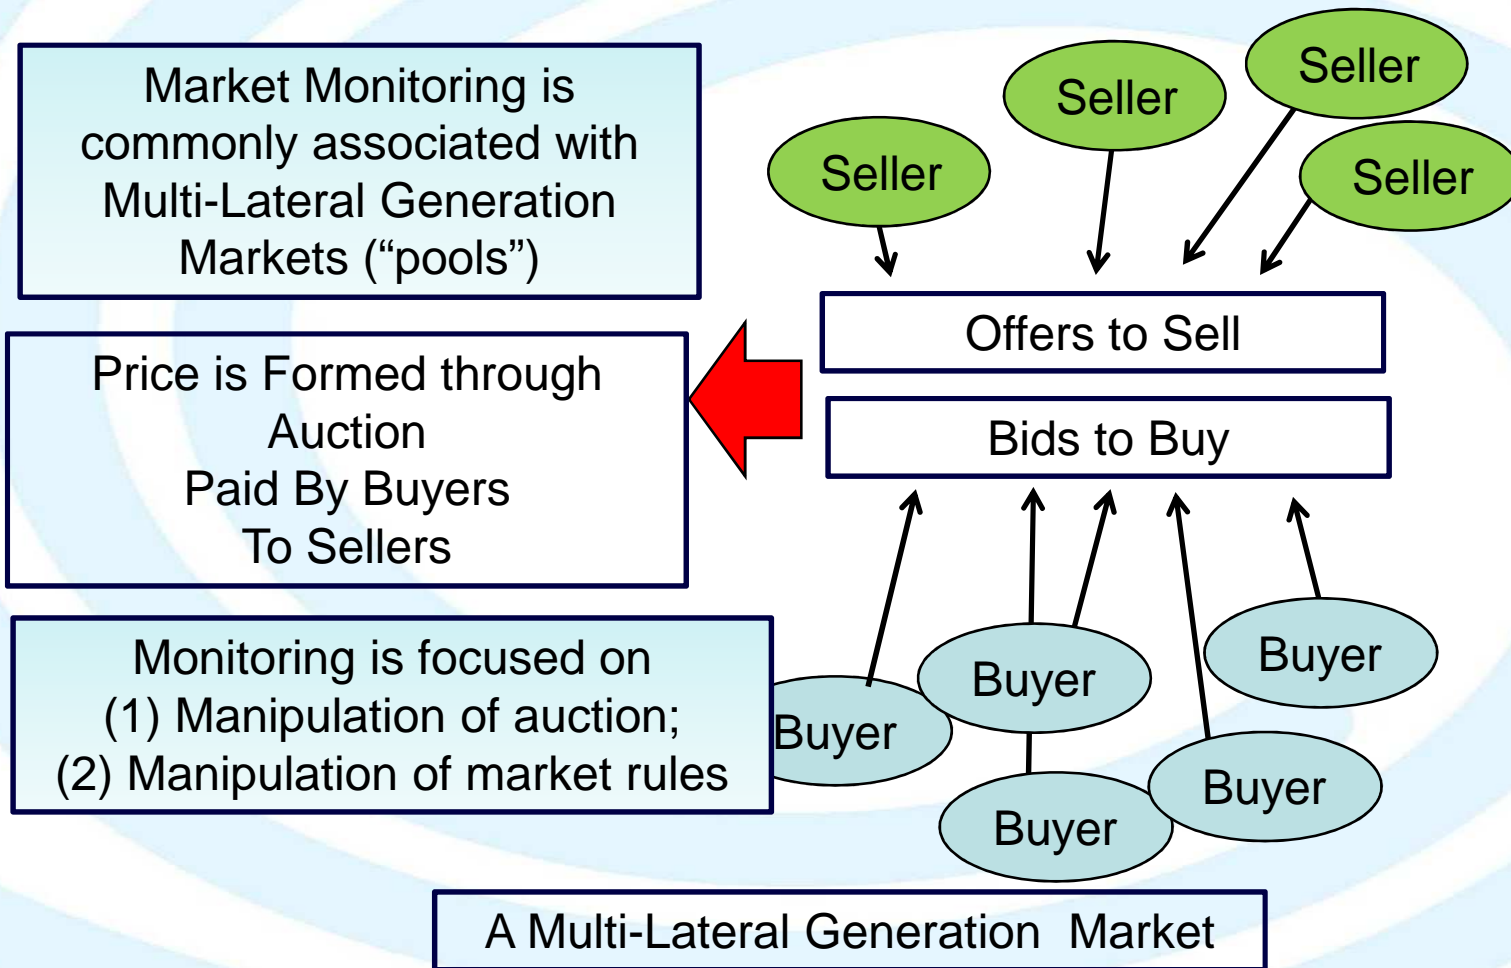 Market Monitoring is
commonly associated with
Multi-Lateral Generation
Markets (“pools”)
Price is Formed through
Auction
Paid By Buyers
To Sellers
Monitoring is focused on
(1) Manipulation of auction;
(2) Manipulation of market rules
Seller
Seller
Seller
Seller
Offers to Sell
Bids to Buy
Buyer
Buyer
Buyer
Buyer
Buyer
A Multi-Lateral Generation  Market